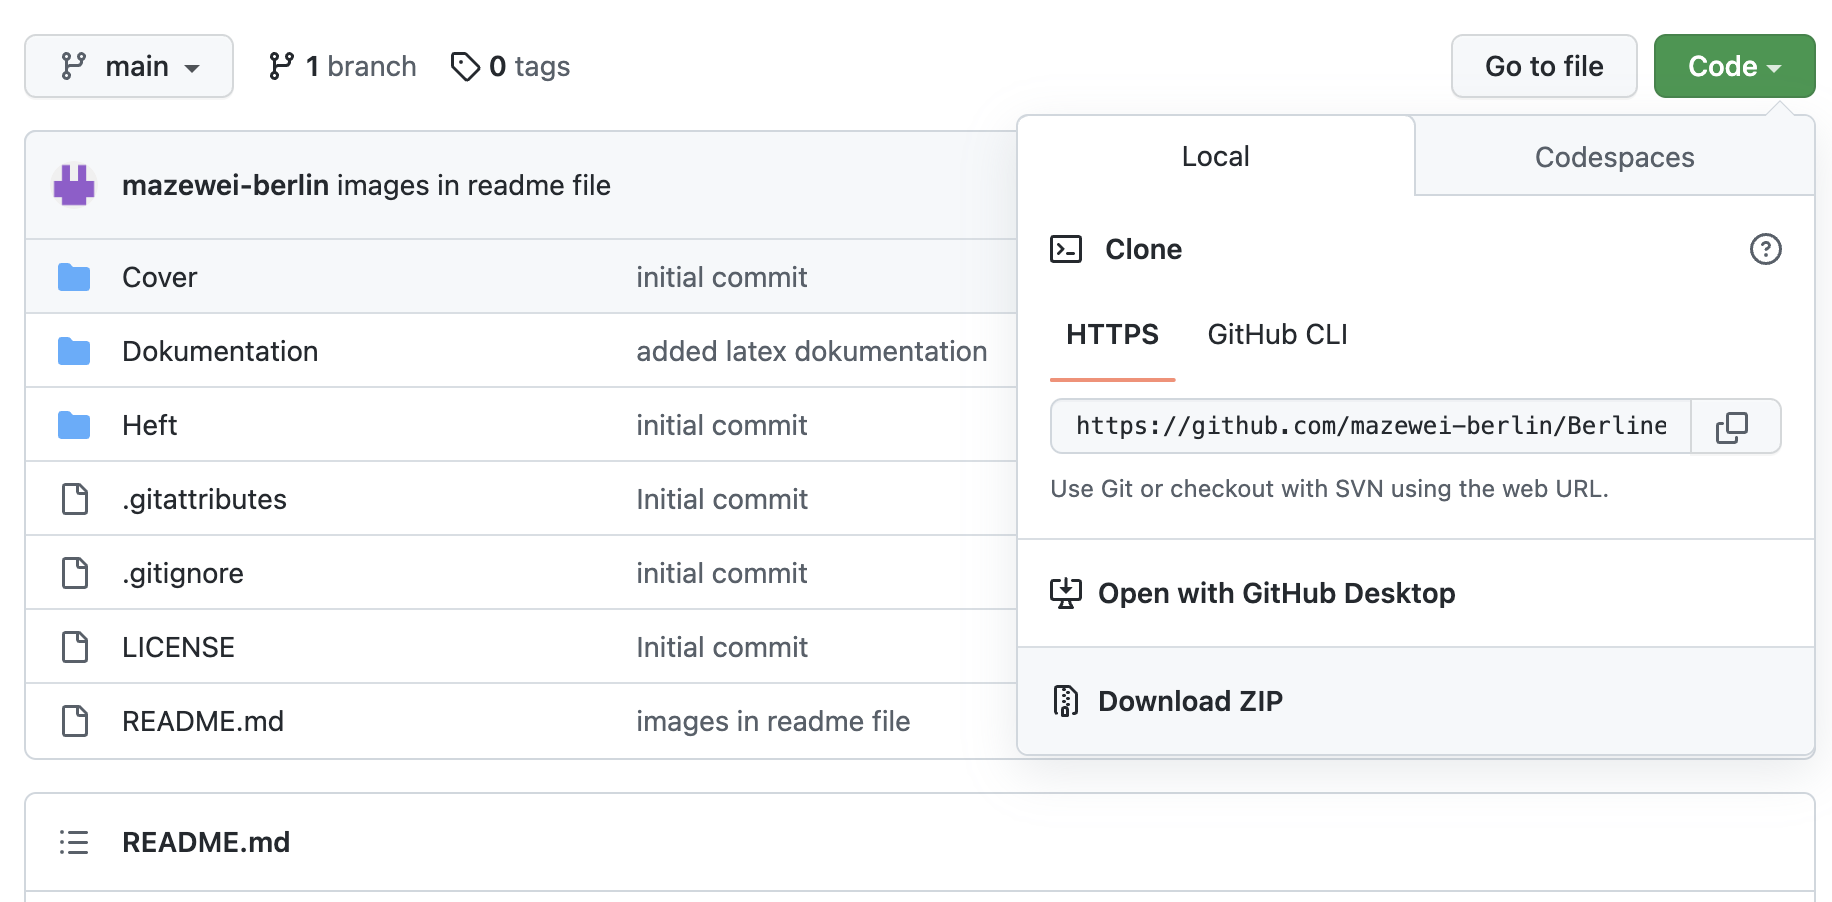 main
1 branch
0 tags
Go to file
Code
mazewei-berlin images in readme file
Cover initial commit
Dokumentation added latex dokumentation
Heft initial commit
.gitattributes Initial commit
.gitignore initial commit
LICENSE Initial commit
README.md images in readme file
Local
Codespaces
Clone
HTTPS
GitHub CLI
https://github.com/mazewei-berlin/Berline
Use Git or checkout with SVN using the web URL.
Open with GitHub Desktop
Download ZIP
README.md